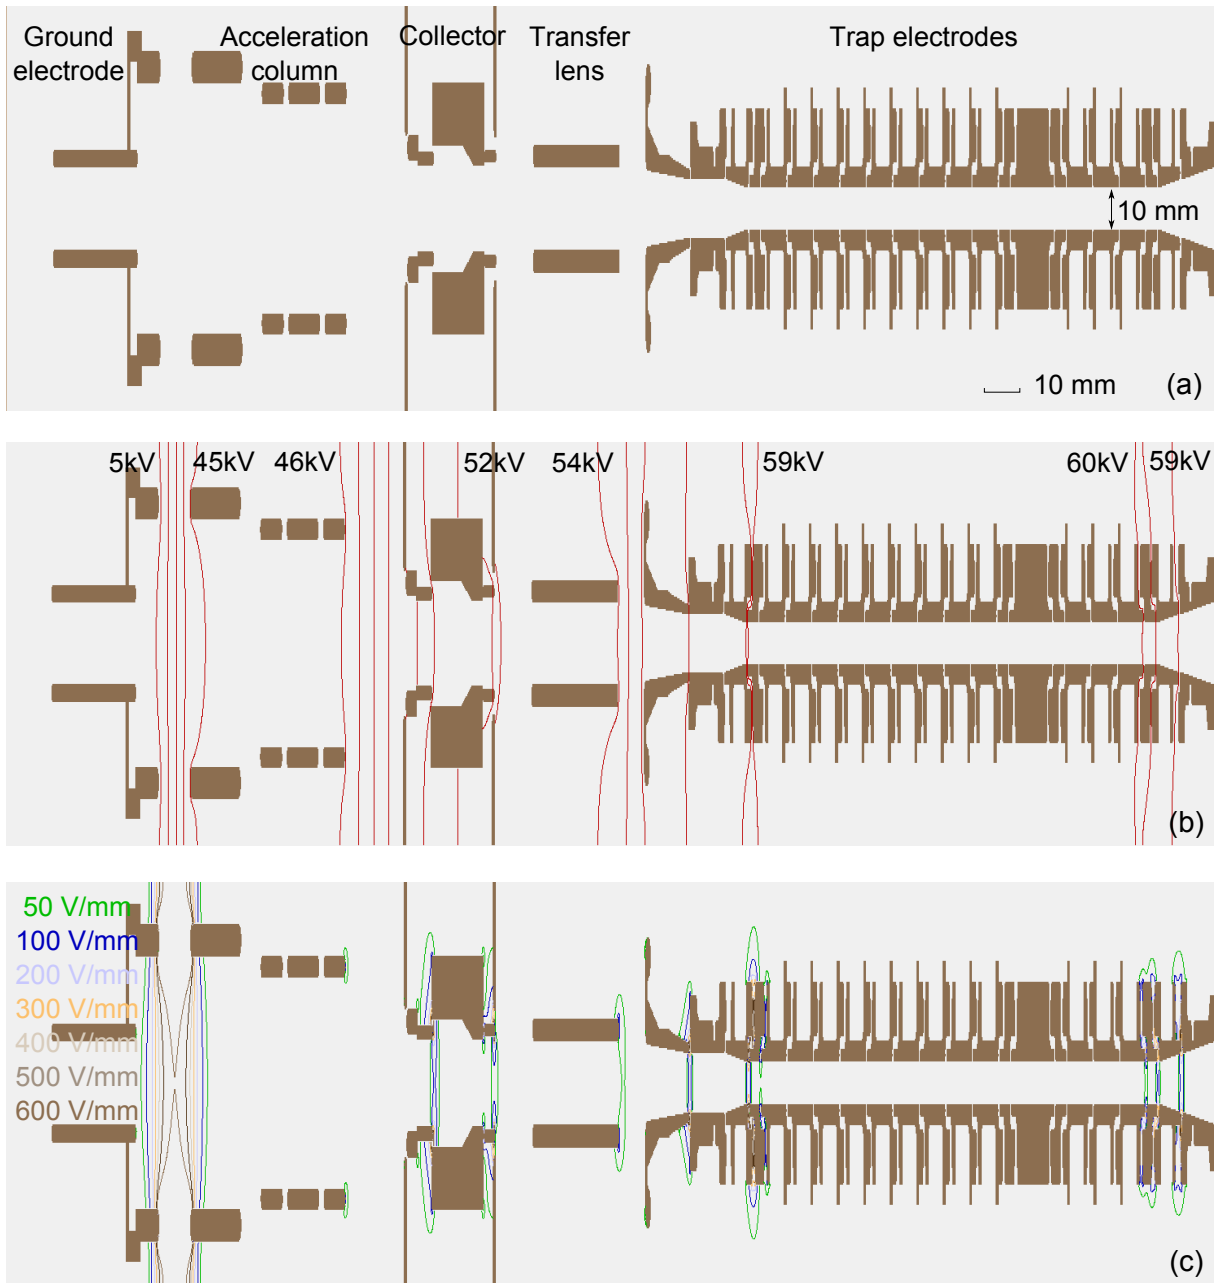 Ground
electrode
Acceleration
column
Collector
Transfer
lens
Trap electrodes
10 mm
10 mm
(a)
5kV
45kV
46kV
52kV
54kV
59kV
60kV
59kV
(b)
50 V/mm
100 V/mm
200 V/mm
300 V/mm
400 V/mm
500 V/mm
600 V/mm
(c)